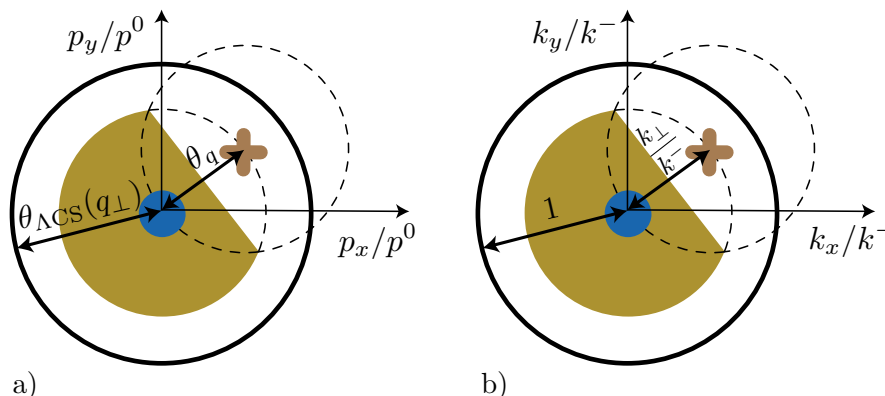 p_y/p^0
θ_q
θ_ΛCS(q_⊥)
p_x/p^0
a)
k_y/k^−
k_⊥/k^−
1
k_x/k^−
b)